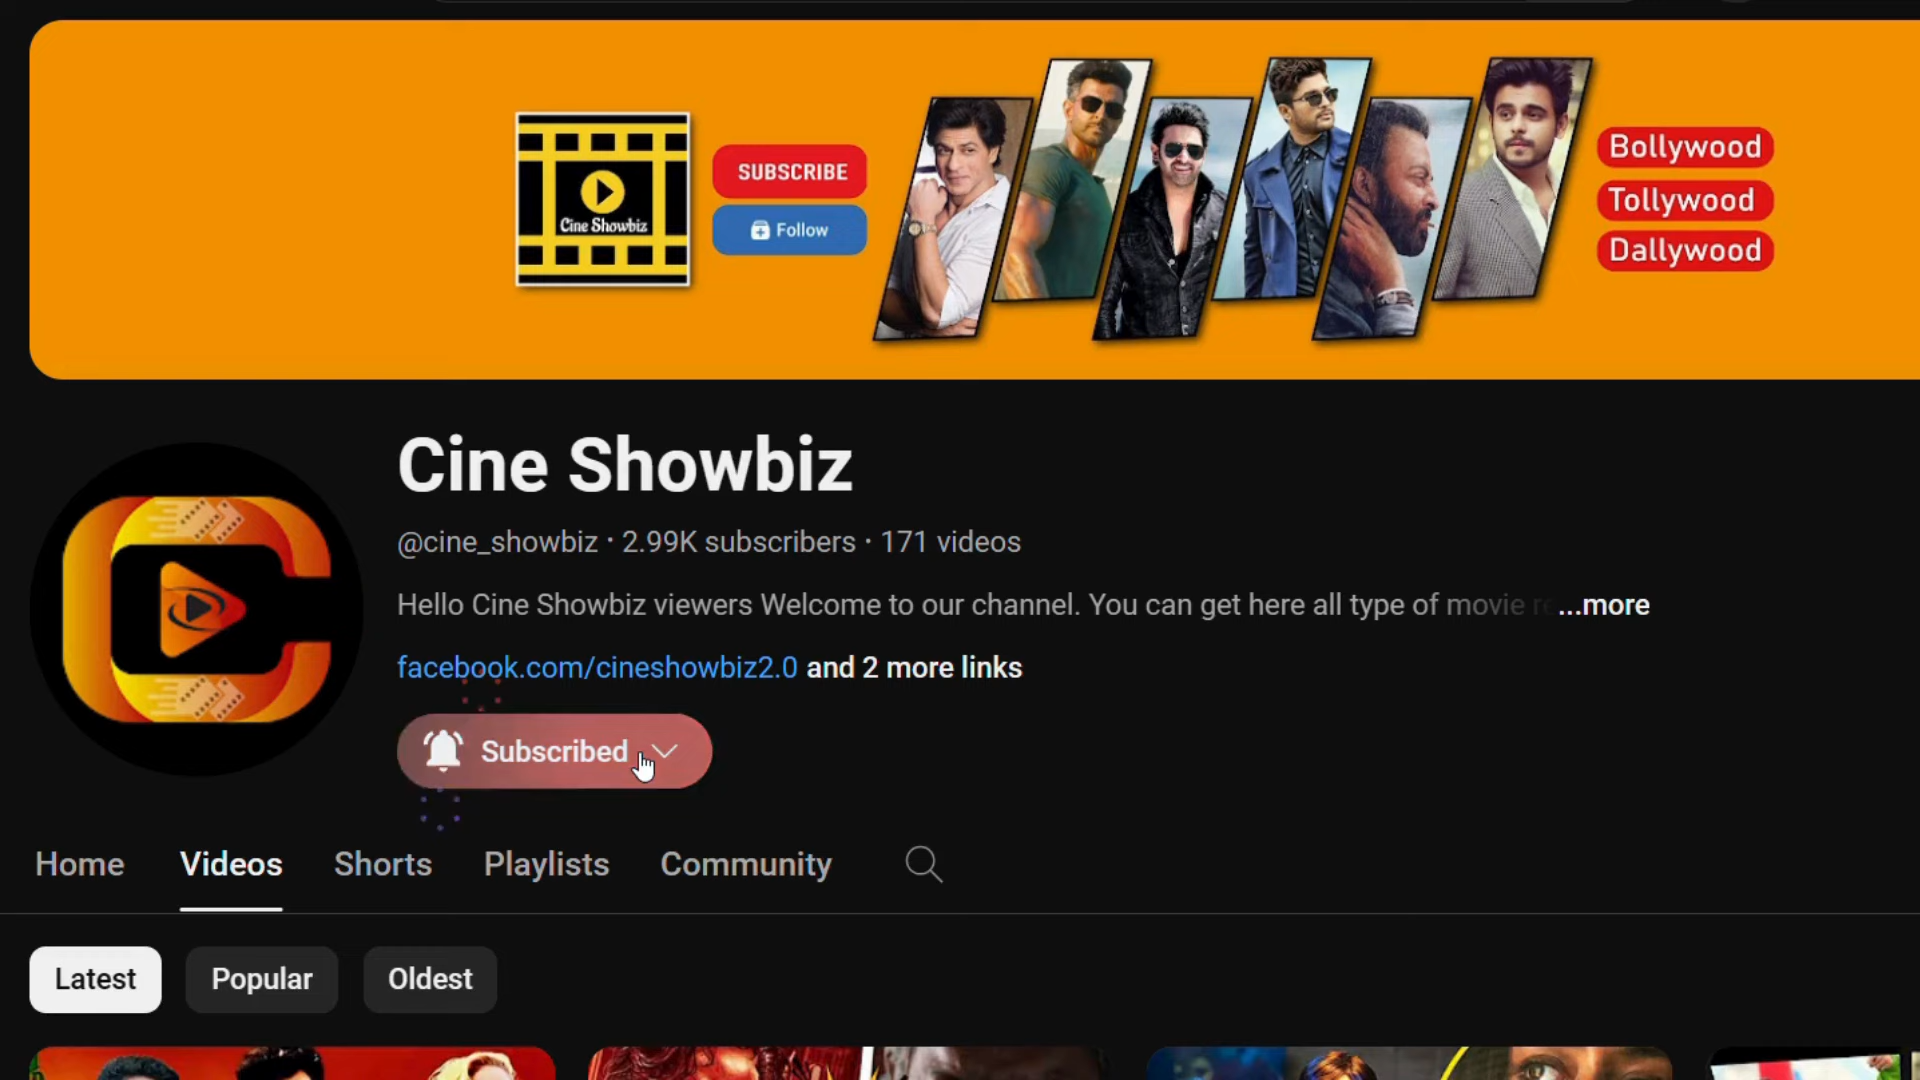 Cine Showbiz
SUBSCRIBE
Follow
Bollywood
Tollywood
Dallywood
Cine Showbiz
@cine_showbiz · 2.99K subscribers · 171 videos
Hello Cine Showbiz viewers Welcome to our channel. You can get here all type of movie ...more
facebook.com/cineshowbiz2.0 and 2 more links
Subscribed
Home Videos Shorts Playlists Community
Latest Popular Oldest